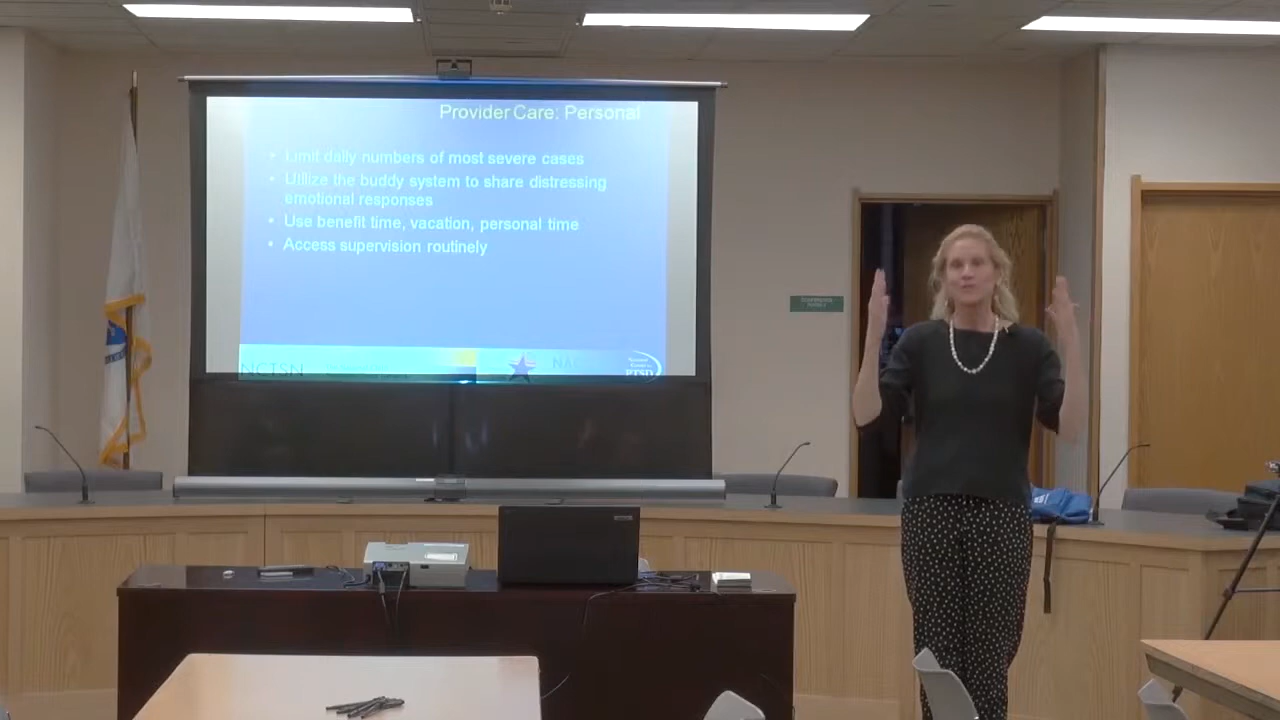 Provider Care: Personal
• Limit daily numbers of most severe cases
• Utilize the buddy system to share distressing
emotional responses
• Use benefit time, vacation, personal time
• Access supervision routinely
NCTSN
PTSD